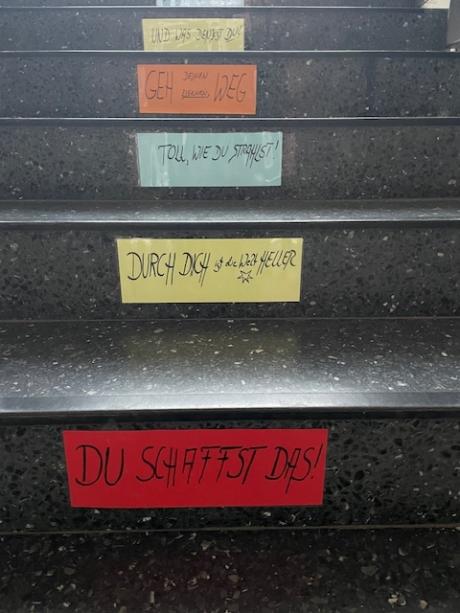 UND WAS DENKST DU?
GEH DEINEN EIGENEN WEG
TOLL, WIE DU STRAHLST!
DURCH DICH ist die Welt HELLER
DU SCHAFFST DAS!